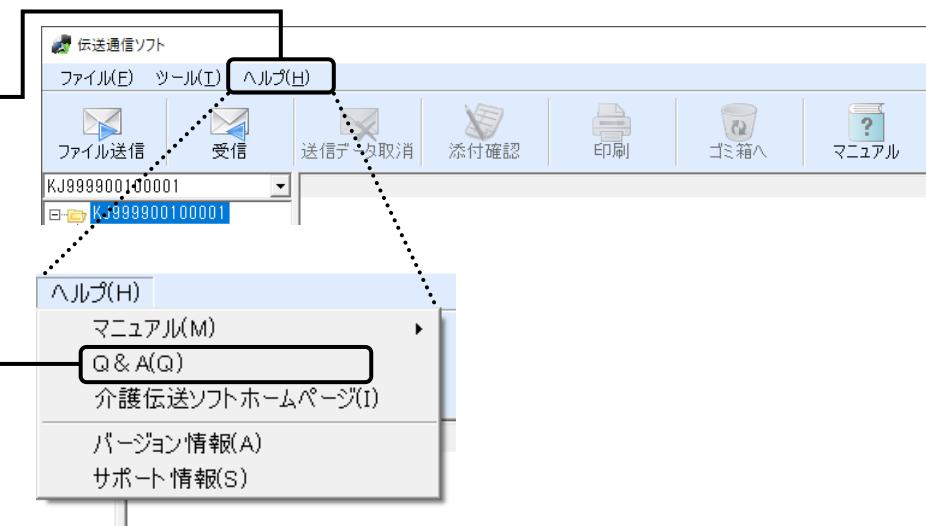 伝送通信ソフト
ファイル(F) ツール(T) ヘルプ(H)
ファイル送信 受信 送信データ取消 添付確認 印刷 ゴミ箱へ マニュアル
KJ999900100001
KJ999900100001
ヘルプ(H)
マニュアル(M)
Q & A(Q)
介護伝送ソフトホームページ(I)
バージョン情報(A)
サポート情報(S)